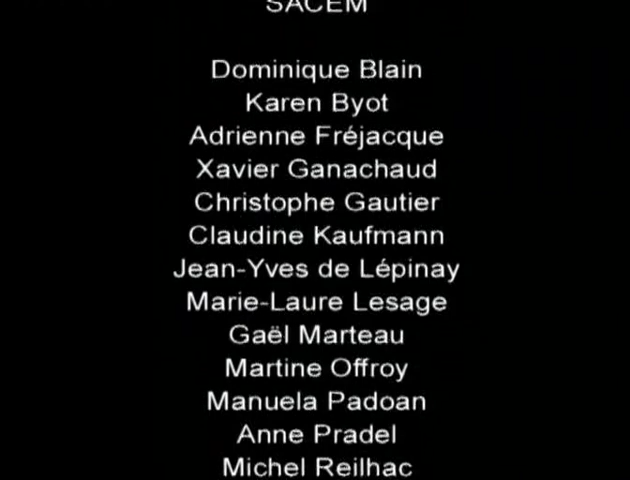 SACEM
Dominique Blain
Karen Byot
Adrienne Fréjacque
Xavier Ganachaud
Christophe Gautier
Claudine Kaufmann
Jean-Yves de Lépinay
Marie-Laure Lesage
Gaël Marteau
Martine Offroy
Manuela Padoan
Anne Pradel
Michel Reilhac